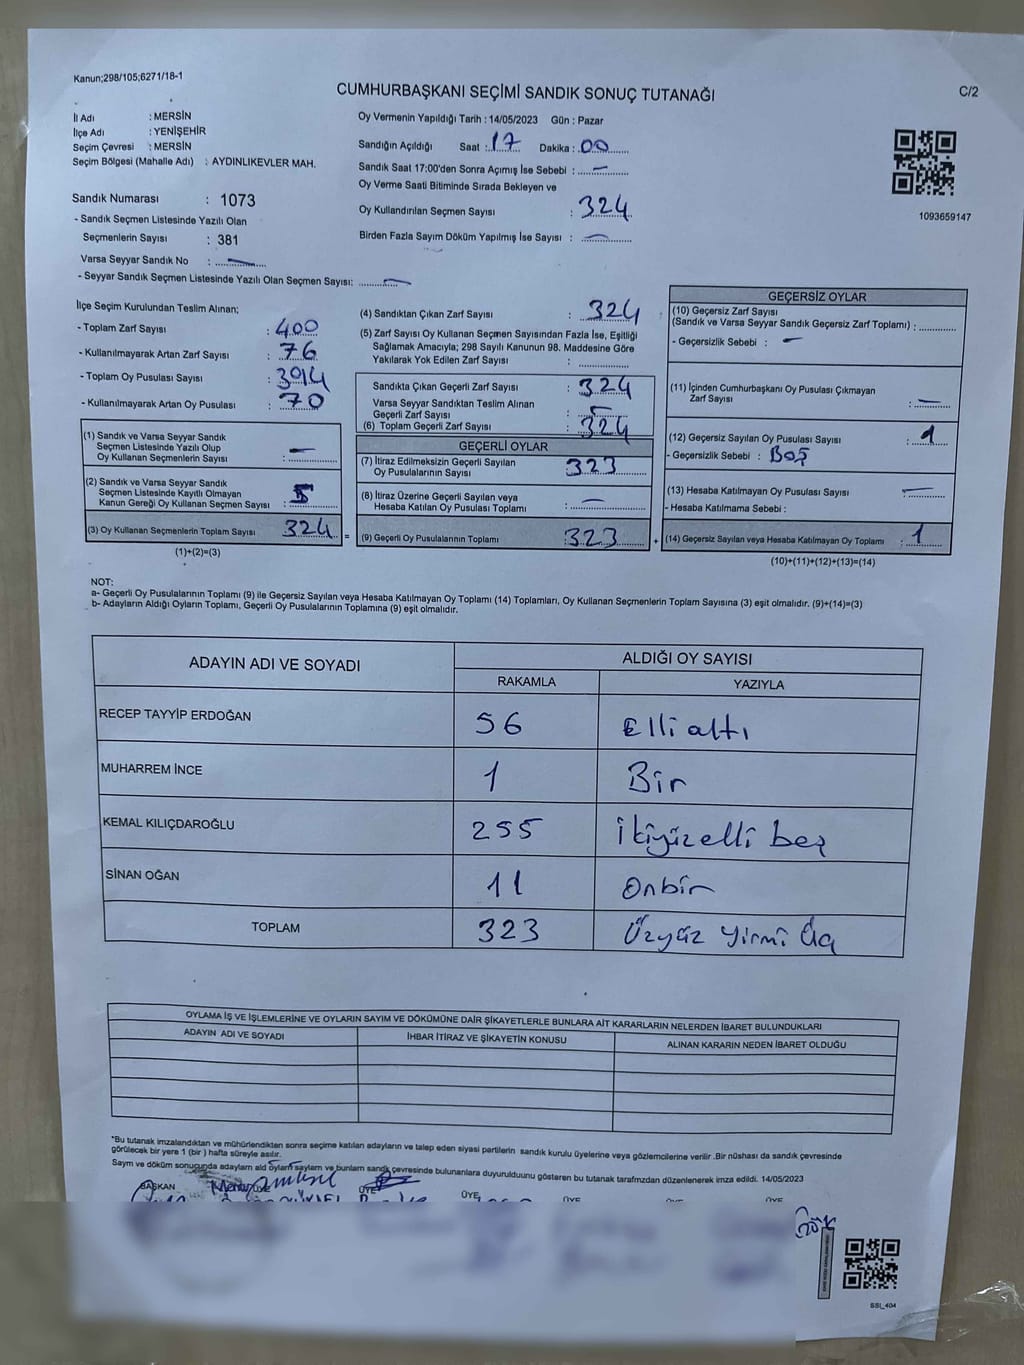 Kanun;298/105;6271/18-1
CUMHURBAŞKANI SEÇİMİ SANDIK SONUÇ TUTANAĞI
C/2
İl Adı : MERSİN
İlçe Adı : YENİŞEHİR
Seçim Çevresi : MERSİN
Seçim Bölgesi (Mahalle Adı) : AYDINLIKEVLER MAH.
Sandık Numarası : 1073
- Sandık Seçmen Listesinde Yazılı Olan
Seçmenlerin Sayısı : 381
Varsa Seyyar Sandık No : —
- Seyyar Sandık Seçmen Listesinde Yazılı Olan Seçmen Sayısı: —
Oy Vermenin Yapıldığı Tarih : 14/05/2023 Gün : Pazar
Sandığın Açıldığı Saat : 17 Dakika : 00
Sandık Saat 17:00'den Sonra Açımış İse Sebebi : —
Oy Verme Saati Bitiminde Sırada Bekleyen ve
Oy Kullandırılan Seçmen Sayısı : 324
Birden Fazla Sayım Döküm Yapılmış İse Sayısı : —
1093659147
İlçe Seçim Kurulundan Teslim Alınan;
- Toplam Zarf Sayısı : 400
- Kullanılmayarak Artan Zarf Sayısı : 76
- Toplam Oy Pusulası Sayısı :
- Kullanılmayarak Artan Oy Pusulası : 70
(1) Sandık ve Varsa Seyyar Sandık
Seçmen Listesinde Yazılı Olup
Oy Kullanan Seçmenlerin Sayısı : —
(2) Sandık ve Varsa Seyyar Sandık
Seçmen Listesinde Kayıtlı Olmayan
Kanun Gereği Oy Kullanan Seçmen Sayısı :
(3) Oy Kullanan Seçmenlerin Toplam Sayısı 324
(1)+(2)=(3)
=
(4) Sandıktan Çıkan Zarf Sayısı : 324
(5) Zarf Sayısı Oy Kullanan Seçmen Sayısından Fazla İse, Eşitliği
Sağlamak Amacıyla; 298 Sayılı Kanunun 98. Maddesine Göre
Yakılarak Yok Edilen Zarf Sayısı :
Sandıkta Çıkan Geçerli Zarf Sayısı : 324
Varsa Seyyar Sandıktan Teslim Alınan
Geçerli Zarf Sayısı :
(6) Toplam Geçerli Zarf Sayısı : 324
GEÇERLİ OYLAR
(7) İtiraz Edilmeksizin Geçerli Sayılan
Oy Pusulalarının Sayısı 323
(8) İtiraz Üzerine Geçerli Sayılan veya
Hesaba Katılan Oy Pusulası Toplamı —
(9) Geçerli Oy Pusulalarının Toplamı : 323
+
GEÇERSİZ OYLAR
(10) Geçersiz Zarf Sayısı
(Sandık ve Varsa Seyyar Sandık Geçersiz Zarf Toplamı) :
- Geçersizlik Sebebi : —
(11) İçinden Cumhurbaşkanı Oy Pusulası Çıkmayan
Zarf Sayısı : —
(12) Geçersiz Sayılan Oy Pusulası Sayısı : 1
- Geçersizlik Sebebi : BOŞ
(13) Hesaba Katılmayan Oy Pusulası Sayısı : —
- Hesaba Katılmama Sebebi :
(14) Geçersiz Sayılan veya Hesaba Katılmayan Oy Toplamı : 1
(10)+(11)+(12)+(13)=(14)
NOT:
a- Geçerli Oy Pusulalarının Toplamı (9) ile Geçersiz Sayılan veya Hesaba Katılmayan Oy Toplamı (14) Toplamları, Oy Kullanan Seçmenlerin Toplam Sayısına (3) eşit olmalıdır. (9)+(14)=(3)
b- Adayların Aldığı Oyların Toplamı, Geçerli Oy Pusulalarının Toplamına (9) eşit olmalıdır.
ADAYIN ADI VE SOYADI ALDIĞI OY SAYISI
RAKAMLA YAZIYLA
RECEP TAYYİP ERDOĞAN 56 Elli altı
MUHARREM İNCE 1 Bir
KEMAL KILIÇDAROĞLU 255 İkiyüzelli beş
SİNAN OĞAN 11 Onbir
TOPLAM 323 Üçyüz yirmi üç
OYLAMA İŞ VE İŞLEMLERİNE VE OYLARIN SAYIM VE DÖKÜMÜNE DAİR ŞİKAYETLERLE BUNLARA AİT KARARLARIN NELERDEN İBARET BULUNDUKLARI
ADAYIN ADI VE SOYADI İHBAR İTİRAZ VE ŞİKAYETİN KONUSU ALINAN KARARIN NEDEN İBARET OLDUĞU
*Bu tutanak imzalandıktan ve mühürlendikten sonra seçime katılan adayların ve talep eden siyasi partilerin sandık kurulu üyelerine veya gözlemcilerine verilir .Bir nüshası da sandık çevresinde
görülecek bir yere 1 (bir ) hafta süreyle asılır.
Sayım ve döküm sonucunda adayların aldığı oyların sayıları ve bunların sandık çevresinde bulunanlara duyurulduğunu gösteren bu tutanak tarafımızdan düzenlenerek imza edildi. 14/05/2023
BAŞKAN ÜYE ÜYE ÜYE ÜYE ÜYE
SSI_404